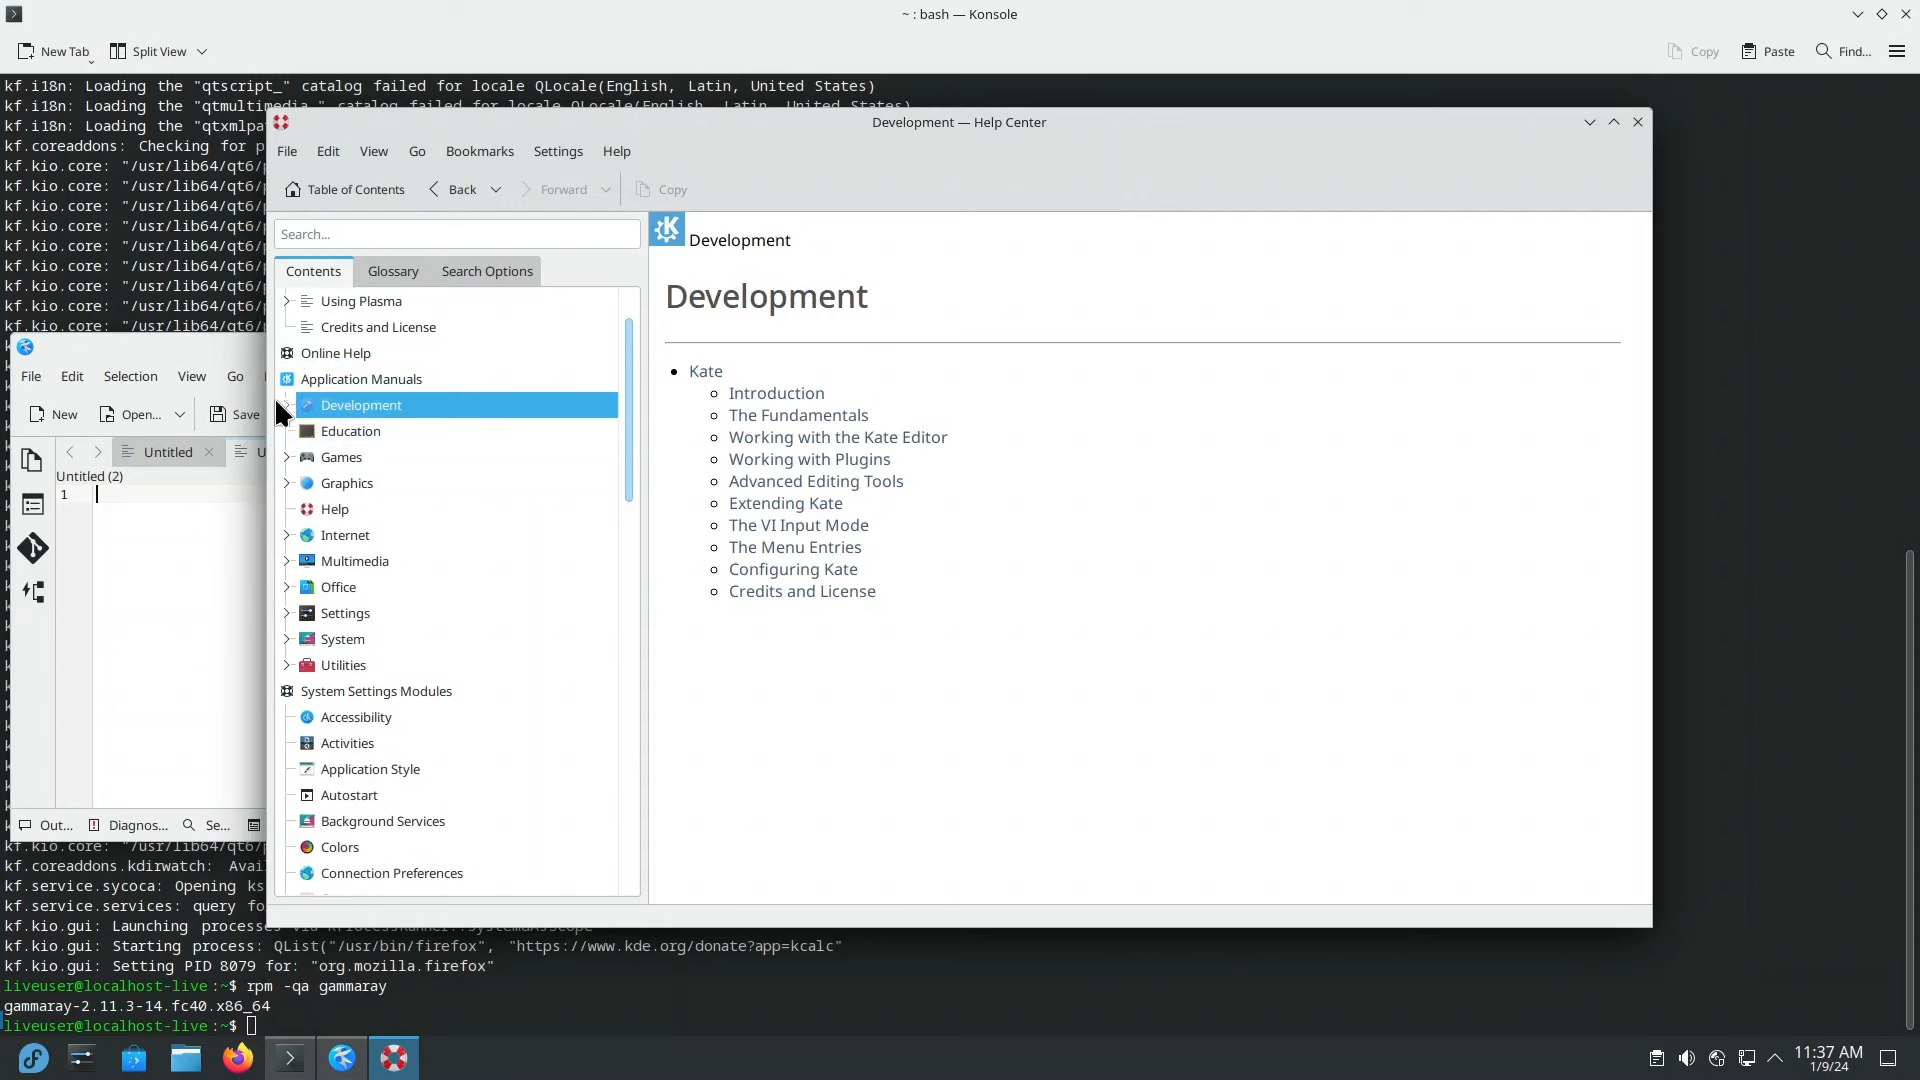 ~ : bash — Konsole
New Tab
Split View
Copy
Paste
Find...
kf.i18n: Loading the "qtscript_" catalog failed for locale QLocale(English, Latin, United States)
kf.i18n: Loading the "qtmultimedia_" catalog failed for locale QLocale(English, Latin, United States)
kf.i18n: Loading the "qtxmlpa
kf.coreaddons: Checking for p
kf.kio.core: "/usr/lib64/qt6/p
kf.kio.core: "/usr/lib64/qt6/p
kf.kio.core: "/usr/lib64/qt6/p
kf.kio.core: "/usr/lib64/qt6/p
kf.kio.core: "/usr/lib64/qt6/p
kf.kio.core: "/usr/lib64/qt6/p
kf.kio.core: "/usr/lib64/qt6/p
kf.kio.core: "/usr/lib64/qt6/p
kf.kio.core: "/usr/lib64/qt6/p
Development — Help Center
File
Edit
View
Go
Bookmarks
Settings
Help
Table of Contents
Back
Forward
Copy
Search...
Contents
Glossary
Search Options
Using Plasma
Credits and License
Online Help
Application Manuals
Development
Education
Games
Graphics
Help
Internet
Multimedia
Office
Settings
System
Utilities
System Settings Modules
Accessibility
Activities
Application Style
Autostart
Background Services
Colors
Connection Preferences
Development
Development
Kate
Introduction
The Fundamentals
Working with the Kate Editor
Working with Plugins
Advanced Editing Tools
Extending Kate
The VI Input Mode
The Menu Entries
Configuring Kate
Credits and License
File
Edit
Selection
View
Go
New
Open...
Save
Untitled
U
Untitled (2)
1
Out...
Diagnos...
Se...
kf.kio.core: "/usr/lib64/qt6/p
kf.coreaddons.kdirwatch: Avai
kf.service.sycoca: Opening ks
kf.service.services: query fo
kf.kio.gui: Launching processes via KProcessRunner::SystemdAsScope
kf.kio.gui: Starting process: QList("/usr/bin/firefox", "https://www.kde.org/donate?app=kcalc")
kf.kio.gui: Setting PID 8079 for: "org.mozilla.firefox"
liveuser@localhost-live:~$ rpm -qa gammaray
gammaray-2.11.3-14.fc40.x86_64
liveuser@localhost-live:~$
11:37 AM
1/9/24